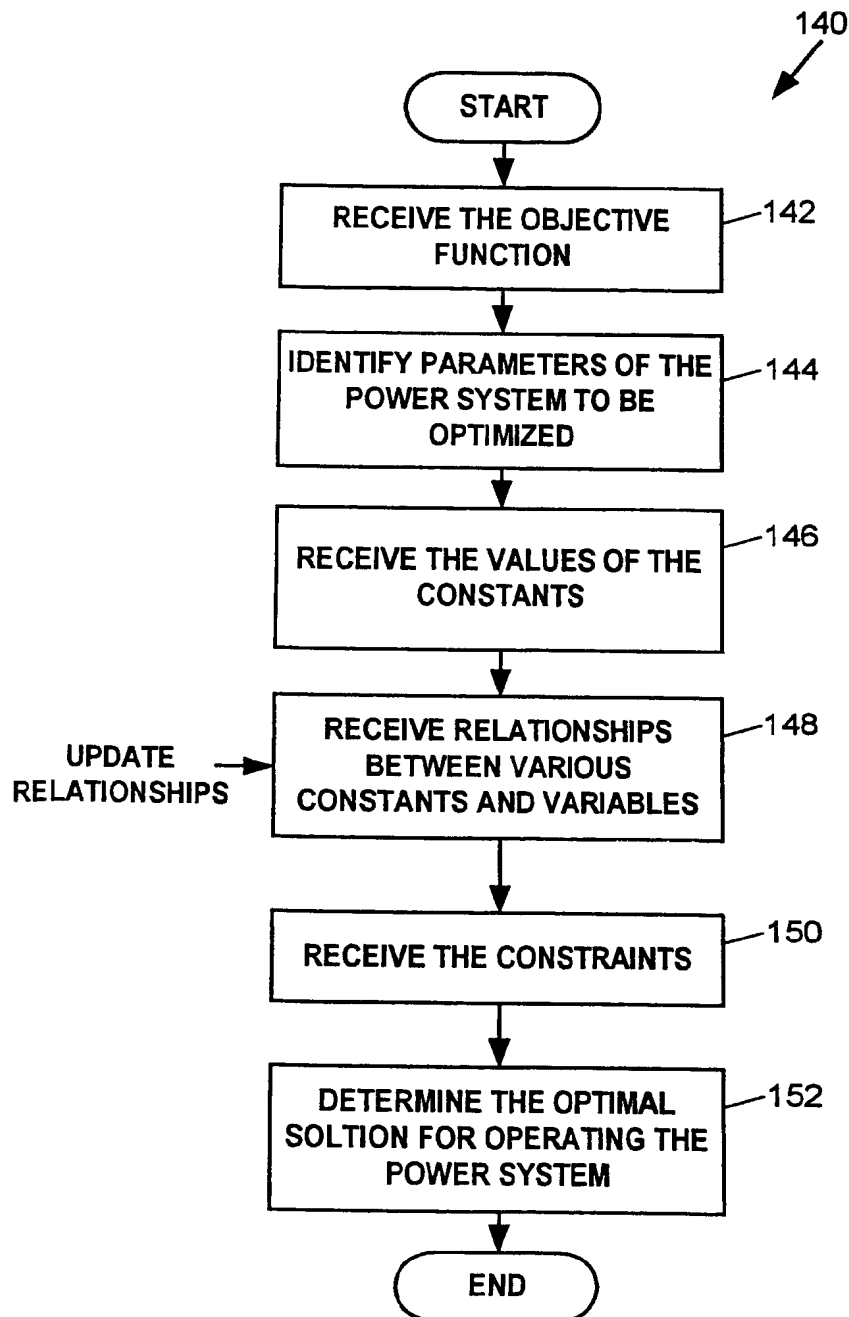 140
START
RECEIVE THE OBJECTIVE
FUNCTION
142
IDENTIFY PARAMETERS OF THE
POWER SYSTEM TO BE
OPTIMIZED
144
RECEIVE THE VALUES OF THE
CONSTANTS
146
UPDATE
RELATIONSHIPS
RECEIVE RELATIONSHIPS
BETWEEN VARIOUS
CONSTANTS AND VARIABLES
148
RECEIVE THE CONSTRAINTS
150
DETERMINE THE OPTIMAL
SOLTION FOR OPERATING THE
POWER SYSTEM
152
END